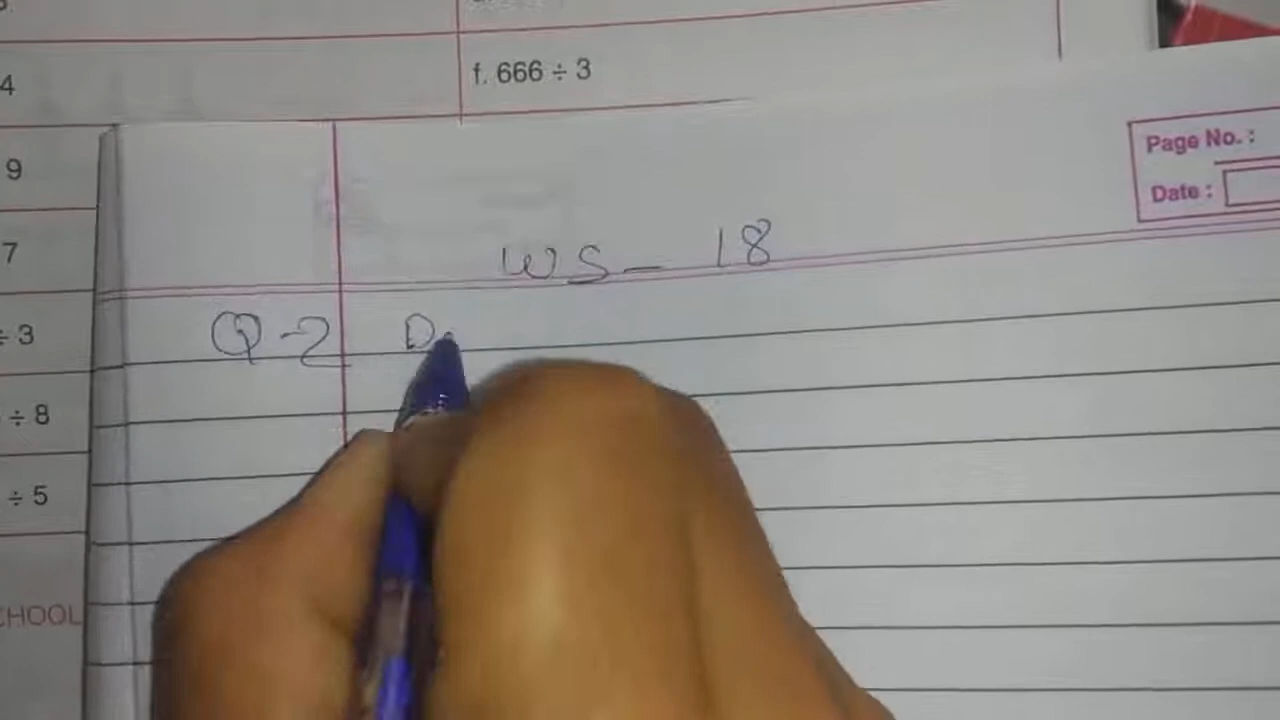 f. 666 ÷ 3
4
9
7
÷ 3
÷ 8
÷ 5
CHOOL
Page No. :
Date :
WS - 18
Q-2